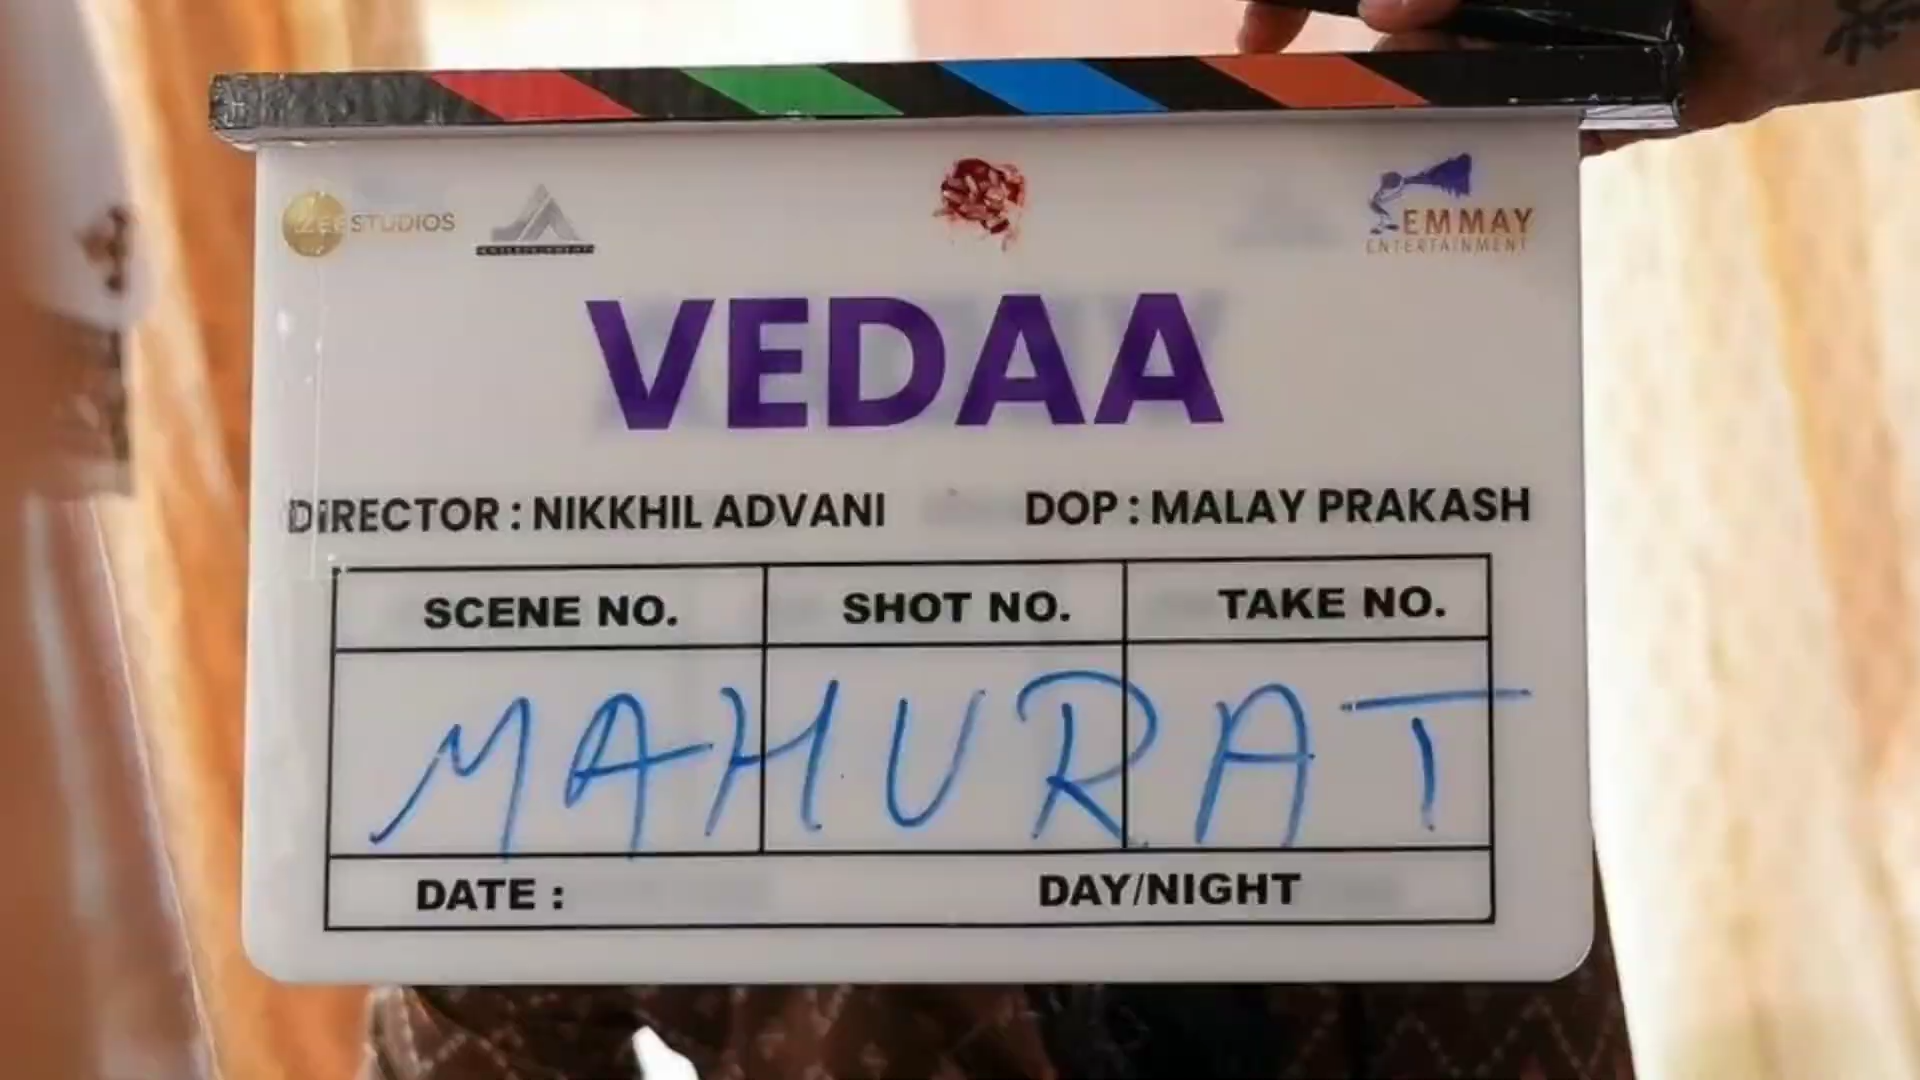 ZEE STUDIOS
ENTERTAINMENT
EMMAY
ENTERTAINMENT
VEDAA
DIRECTOR : NIKKHIL ADVANI DOP : MALAY PRAKASH
SCENE NO. SHOT NO. TAKE NO.
MAHURAT
DATE : DAY/NIGHT